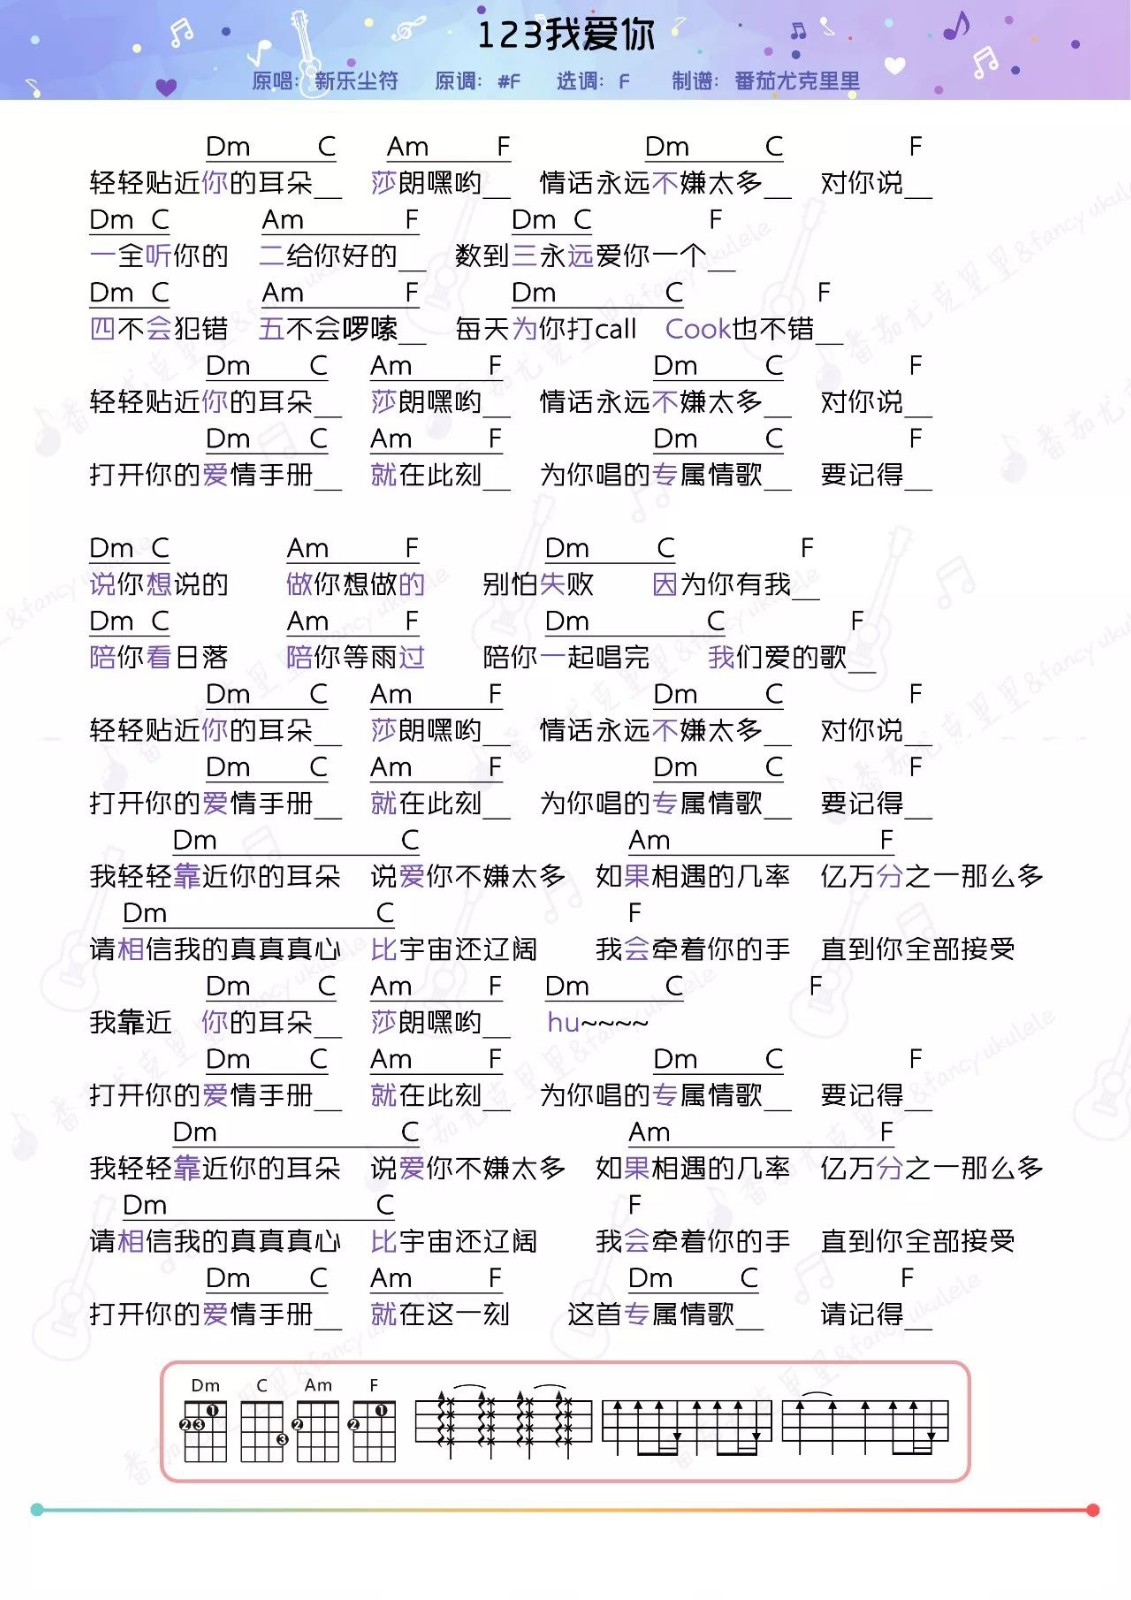 123我爱你
原唱：新乐尘符 原调：#F 选调：F 制谱：番茄尤克里里
Dm C Am F Dm C F
轻轻贴近你的耳朵__ 莎朗嘿哟__ 情话永远不嫌太多__ 对你说__
Dm C Am F Dm C F
一全听你的 二给你好的__ 数到三永远爱你一个__
Dm C Am F Dm C F
四不会犯错 五不会啰嗦__ 每天为你打call Cook也不错__
Dm C Am F Dm C F
轻轻贴近你的耳朵__ 莎朗嘿哟__ 情话永远不嫌太多__ 对你说__
Dm C Am F Dm C F
打开你的爱情手册__ 就在此刻__ 为你唱的专属情歌__ 要记得__
Dm C Am F Dm C F
说你想说的 做你想做的 别怕失败 因为你有我__
Dm C Am F Dm C F
陪你看日落 陪你等雨过 陪你一起唱完 我们爱的歌__
Dm C Am F Dm C F
轻轻贴近你的耳朵__ 莎朗嘿哟__ 情话永远不嫌太多__ 对你说__
Dm C Am F Dm C F
打开你的爱情手册__ 就在此刻__ 为你唱的专属情歌__ 要记得__
Dm C Am F
我轻轻靠近你的耳朵 说爱你不嫌太多 如果相遇的几率 亿万分之一那么多
Dm C F
请相信我的真真真心 比宇宙还辽阔 我会牵着你的手 直到你全部接受
Dm C Am F Dm C F
我靠近 你的耳朵__ 莎朗嘿哟__ hu~~~~
Dm C Am F Dm C F
打开你的爱情手册__ 就在此刻__ 为你唱的专属情歌__ 要记得__
Dm C Am F
我轻轻靠近你的耳朵 说爱你不嫌太多 如果相遇的几率 亿万分之一那么多
Dm C F
请相信我的真真真心 比宇宙还辽阔 我会牵着你的手 直到你全部接受
Dm C Am F Dm C F
打开你的爱情手册__ 就在这一刻 这首专属情歌__ 请记得__
Dm C Am F
1 1
2 3 2 2
3